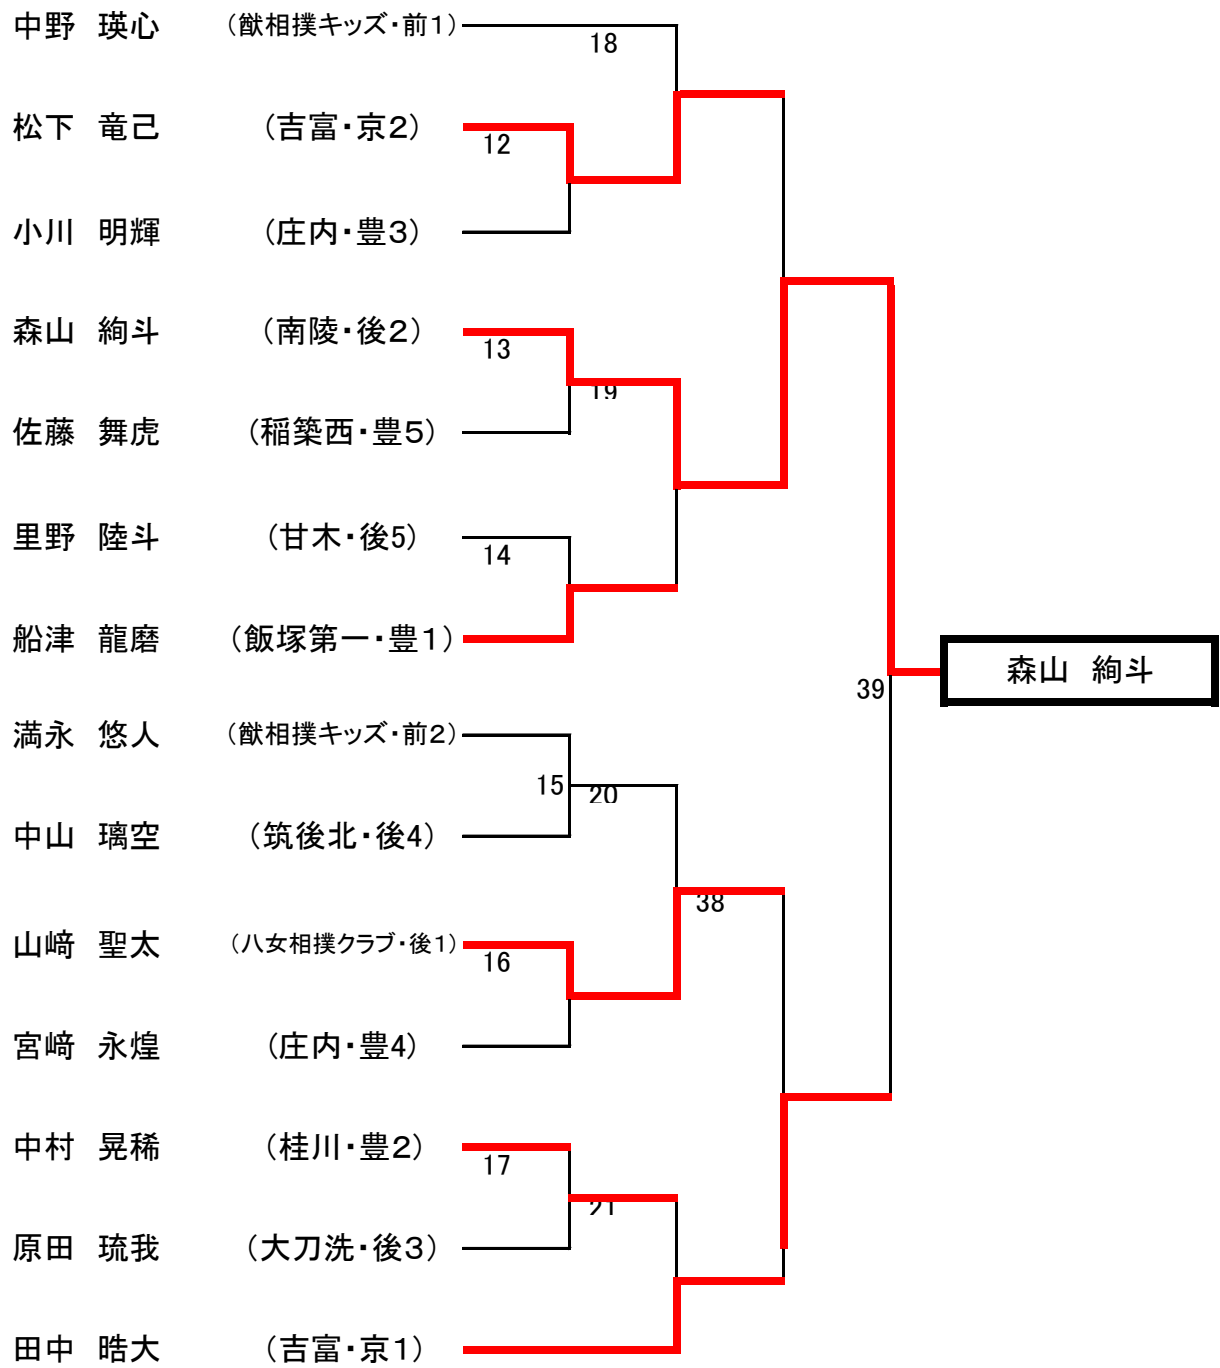 中野 瑛心 (猷相撲キッズ・前1)
18
松下 竜己 (吉富・京2)
12
小川 明輝 (庄内・豊3)
森山 絢斗 (南陵・後2)
13
19
佐藤 舞虎 (稲築西・豊5)
里野 陸斗 (甘木・後5)
14
船津 龍磨 (飯塚第一・豊1)
森山 絢斗
39
満永 悠人 (猷相撲キッズ・前2)
15
20
中山 璃空 (筑後北・後4)
38
山﨑 聖太 (八女相撲クラブ・後1)
16
宮﨑 永煌 (庄内・豊4)
中村 晃稀 (桂川・豊2)
17
21
原田 琉我 (大刀洗・後3)
田中 晧大 (吉富・京1)